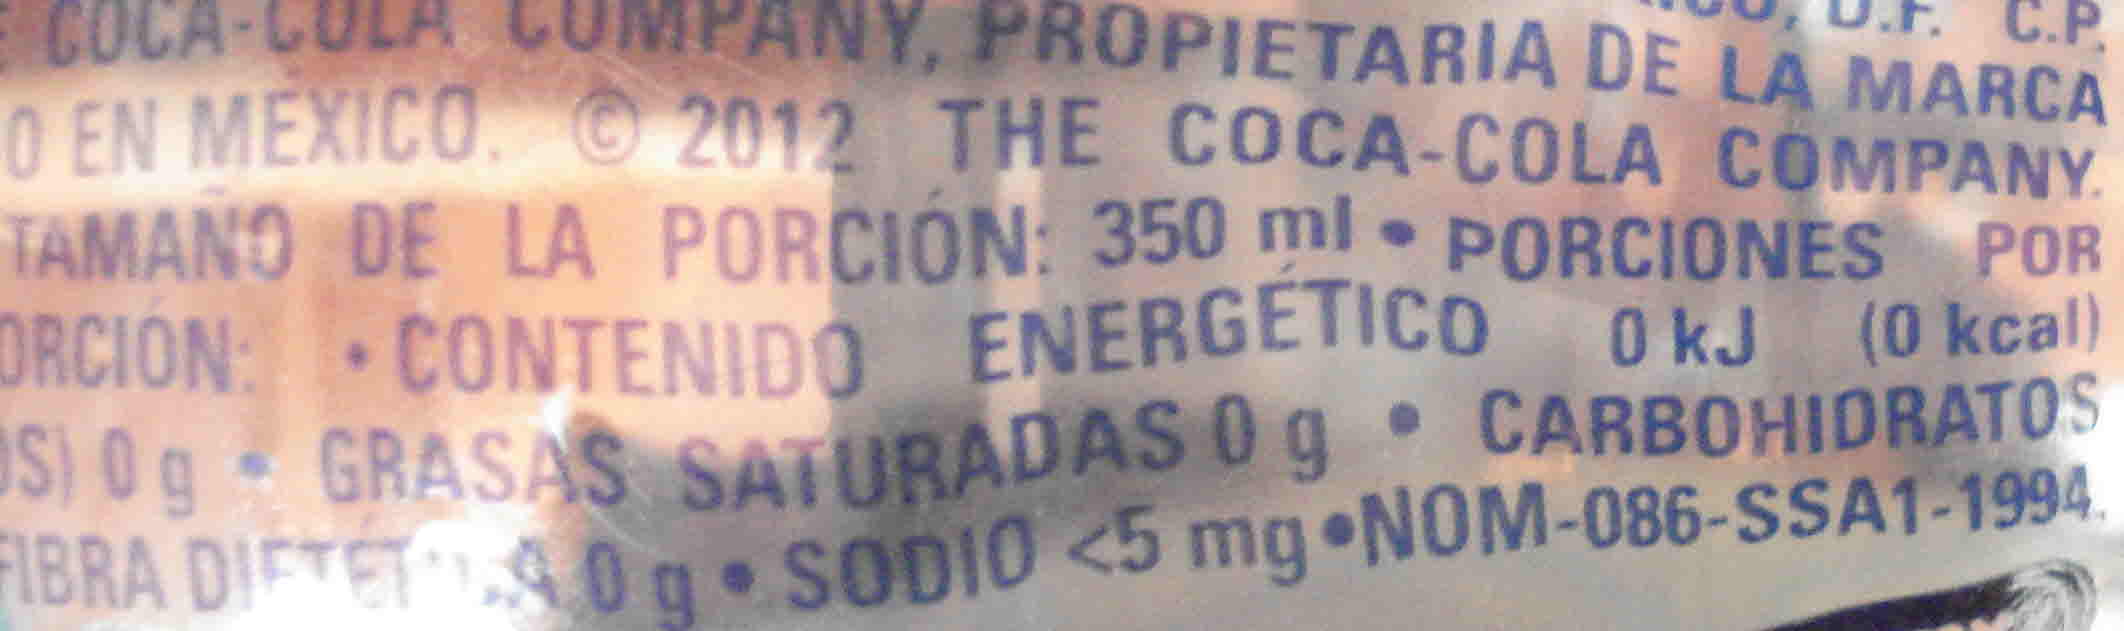 COCA-COLA COMPANY, PROPIETARIA DE LA MARCA
D.F. C.P.
O EN MÉXICO. © 2012 THE COCA-COLA COMPANY.
TAMAÑO DE LA PORCIÓN: 350 ml • PORCIONES POR
ORCIÓN: • CONTENIDO ENERGÉTICO 0 kJ (0 kcal)
OS) 0 g • GRASAS SATURADAS 0 g • CARBOHIDRATOS
FIBRA DIETÉTICA 0 g • SODIO <5 mg •NOM-086-SSA1-1994.